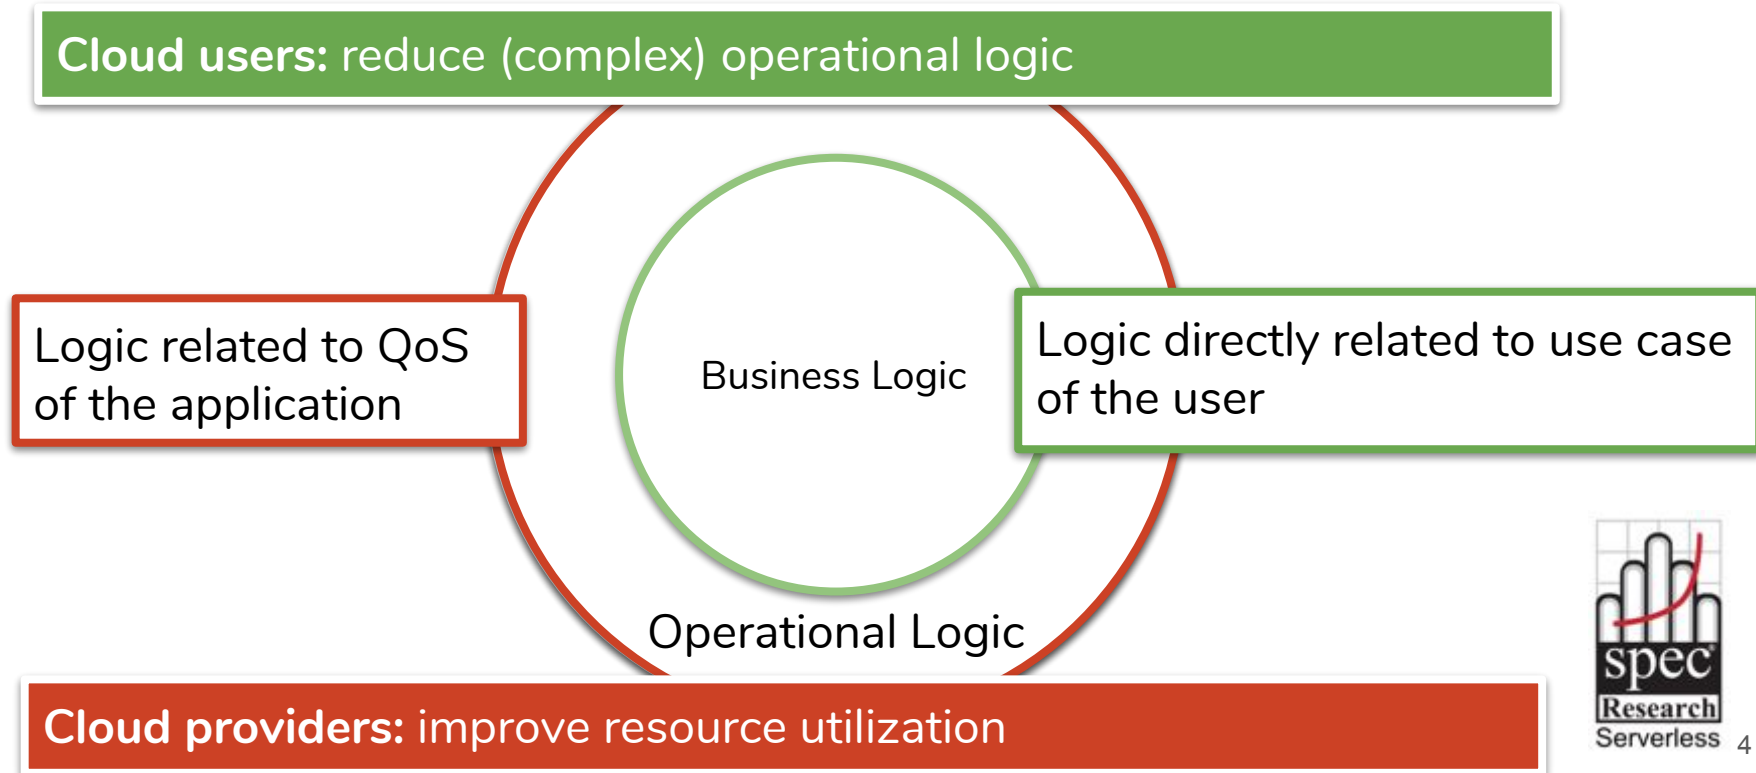 Cloud users: reduce (complex) operational logic
Logic related to QoS
of the application
Business Logic
Logic directly related to use case
of the user
Operational Logic
Cloud providers: improve resource utilization
spec
Research
Serverless
4